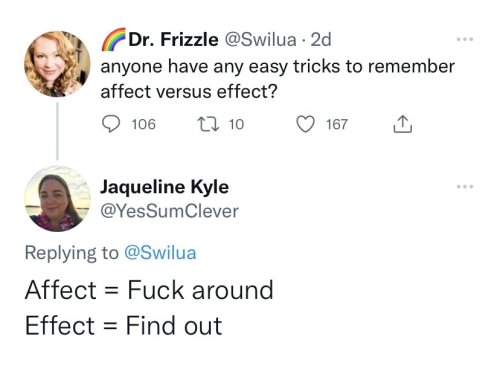 🌈Dr. Frizzle @Swilua · 2d
anyone have any easy tricks to remember
affect versus effect?
106 10 167
Jaqueline Kyle
@YesSumClever
Replying to @Swilua
Affect = Fuck around
Effect = Find out